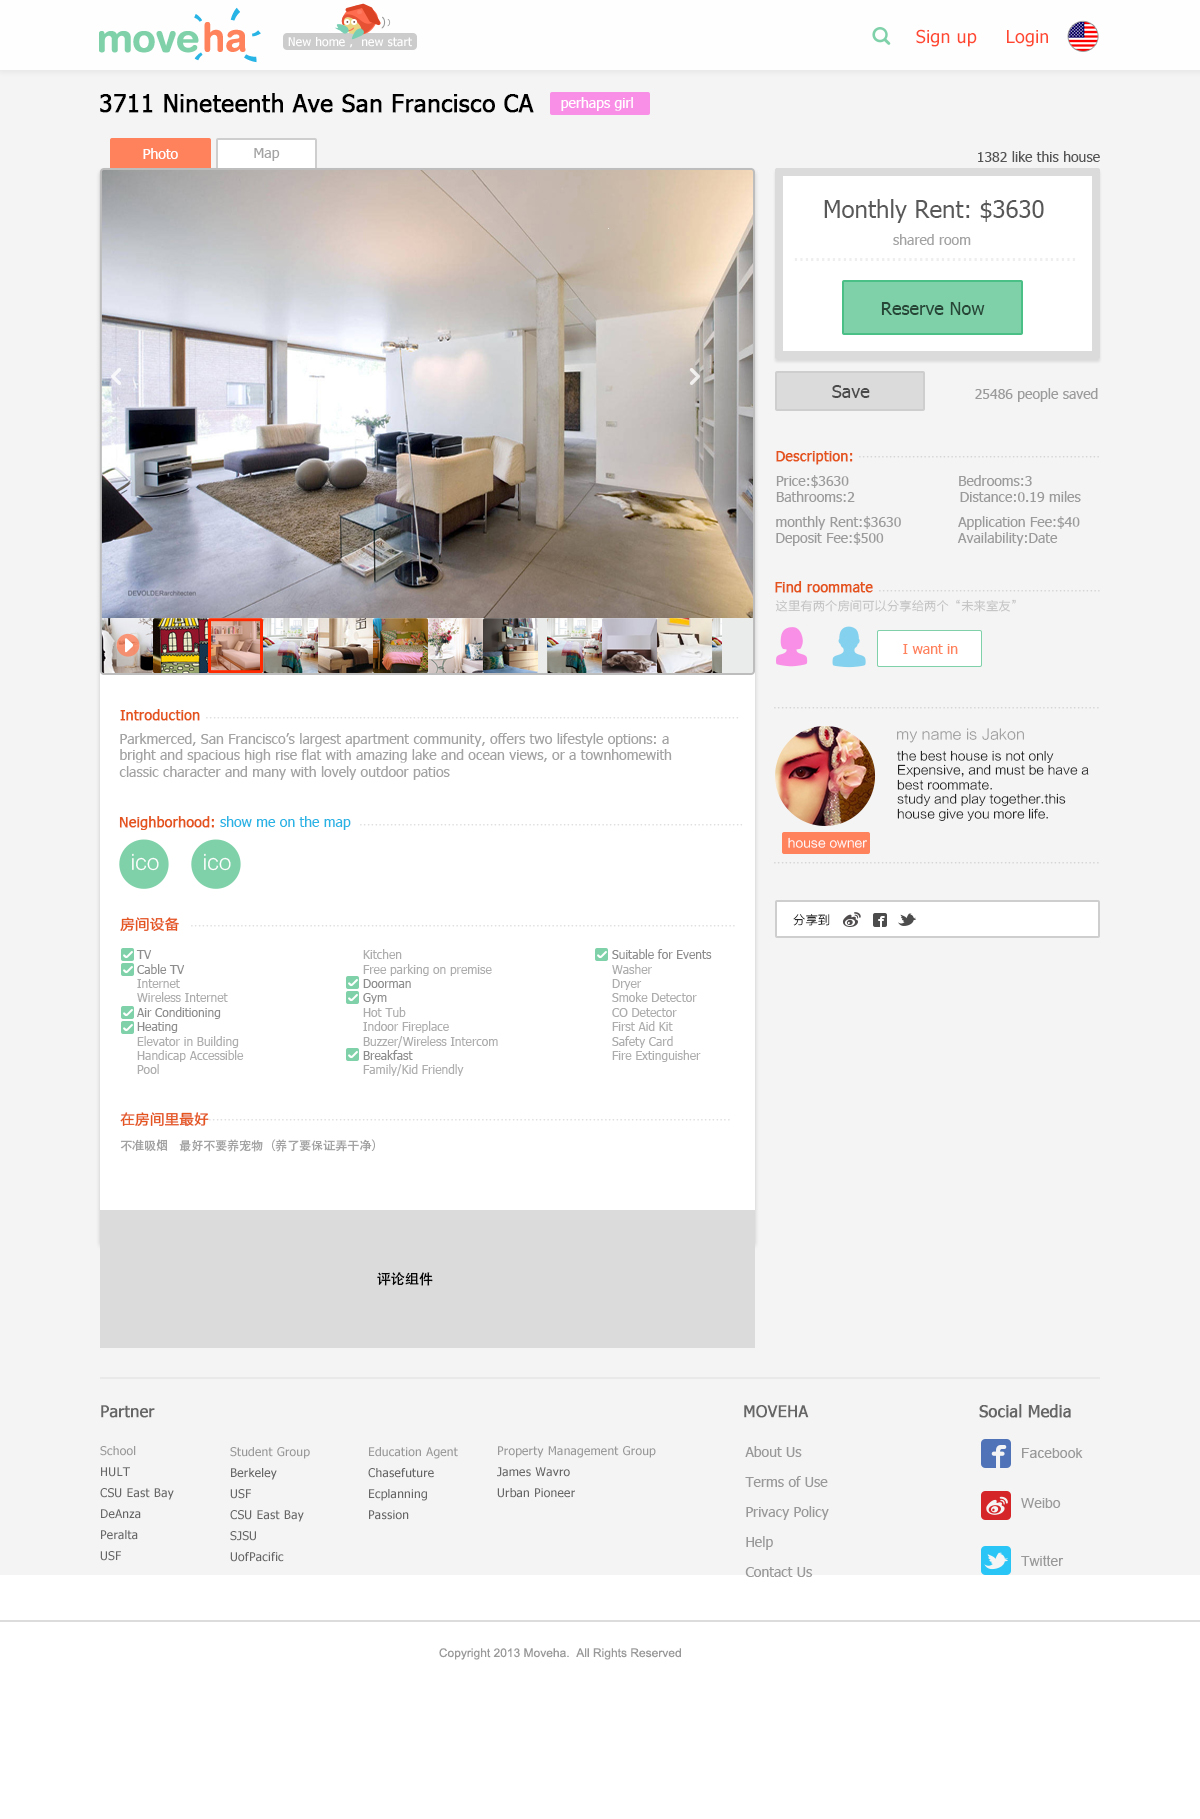 moveha
New home , new start
Sign up
Login
3711 Nineteenth Ave San Francisco CA
perhaps girl
Photo
Map
1382 like this house
Monthly Rent: $3630
shared room
Reserve Now
Save
25486 people saved
DEVOLDERarchitecten
Description:
Price:$3630
Bedrooms:3
Bathrooms:2
Distance:0.19 miles
monthly Rent:$3630
Application Fee:$40
Deposit Fee:$500
Availability:Date
Find roommate
这里有两个房间可以分享给两个 “未来室友”
I want in
my name is Jakon
the best house is not only
Expensive, and must be have a
best roommate.
study and play together.this
house give you more life.
house owner
分享到
Introduction
Parkmerced, San Francisco’s largest apartment community, offers two lifestyle options: a
bright and spacious high rise flat with amazing lake and ocean views, or a townhomewith
classic character and many with lovely outdoor patios
Neighborhood: show me on the map
ico
ico
房间设备
TV
Cable TV
Internet
Wireless Internet
Air Conditioning
Heating
Elevator in Building
Handicap Accessible
Pool
Kitchen
Free parking on premise
Doorman
Gym
Hot Tub
Indoor Fireplace
Buzzer/Wireless Intercom
Breakfast
Family/Kid Friendly
Suitable for Events
Washer
Dryer
Smoke Detector
CO Detector
First Aid Kit
Safety Card
Fire Extinguisher
在房间里最好
不准吸烟 最好不要养宠物（养了要保证弄干净）
评论组件
Partner
School
HULT
CSU East Bay
DeAnza
Peralta
USF
Student Group
Berkeley
USF
CSU East Bay
SJSU
UofPacific
Education Agent
Chasefuture
Ecplanning
Passion
Property Management Group
James Wavro
Urban Pioneer
MOVEHA
About Us
Terms of Use
Privacy Policy
Help
Contact Us
Social Media
Facebook
Weibo
Twitter
Copyright 2013 Moveha. All Rights Reserved